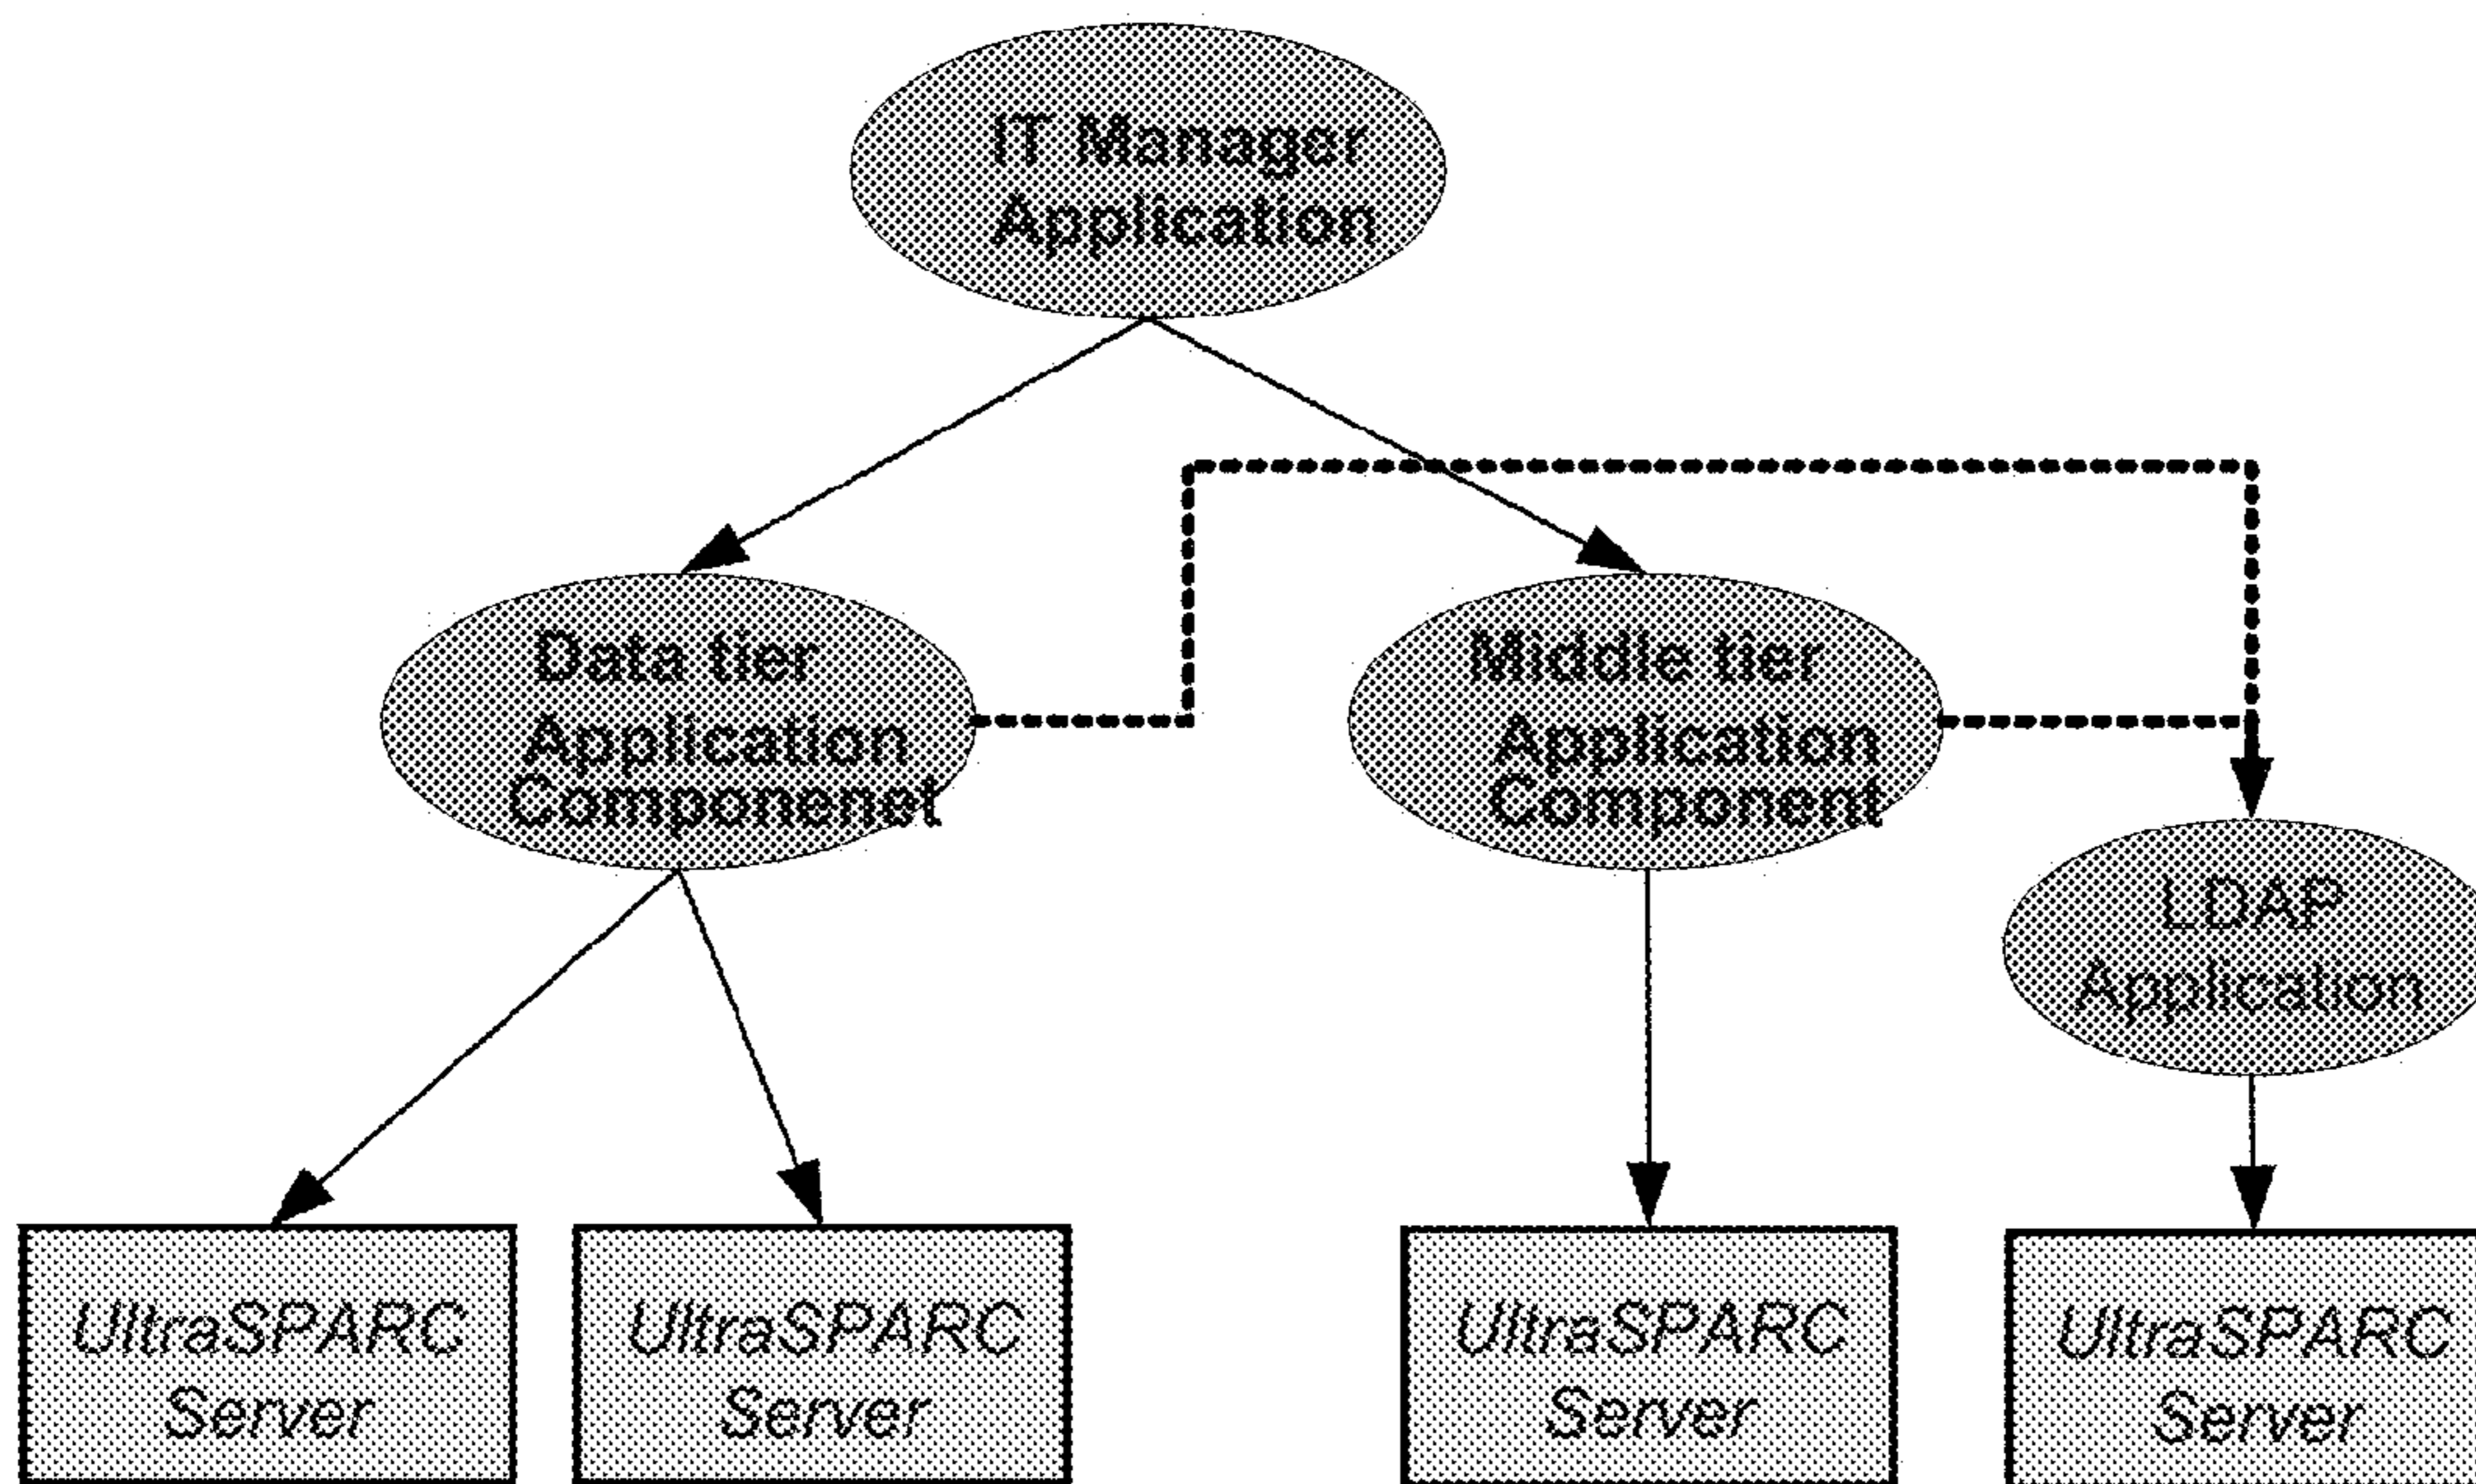 IT Manager
Application
Data tier
Application
Componenet
Middle tier
Application
Component
LDAP
Application
UltraSPARC
Server
UltraSPARC
Server
UltraSPARC
Server
UltraSPARC
Server